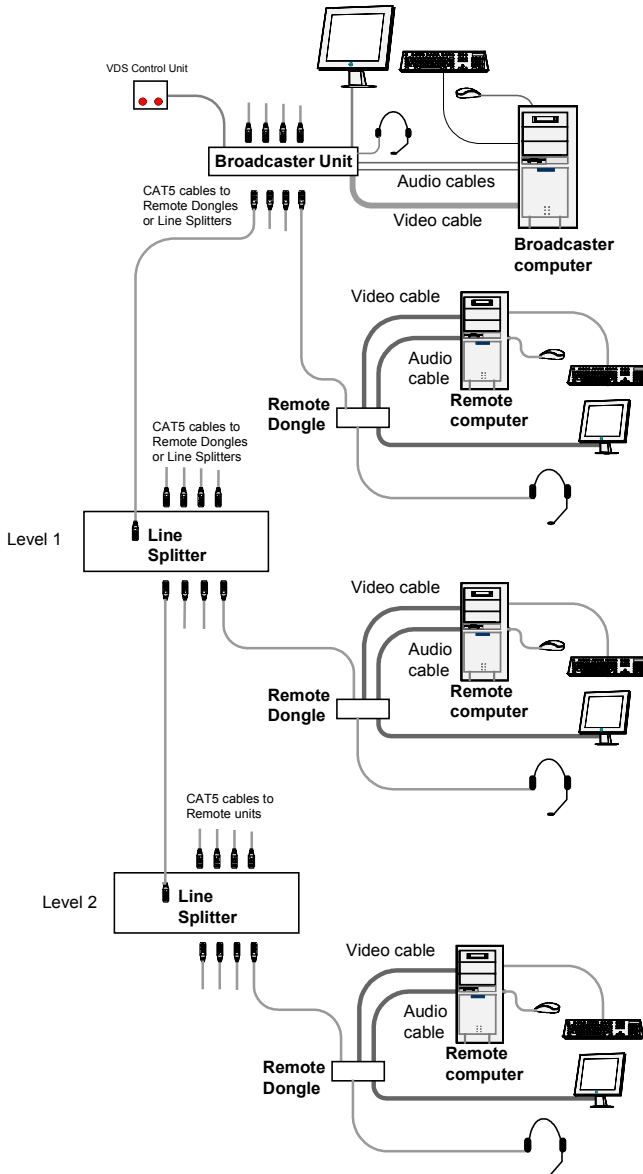 VDS Control Unit
Broadcaster Unit
CAT5 cables to
Remote Dongles
or Line Splitters
Audio cables
Video cable
Broadcaster
computer
Video cable
Audio
cable
Remote
computer
Remote
Dongle
CAT5 cables to
Remote Dongles
or Line Splitters
Level 1
Line
Splitter
Video cable
Audio
cable
Remote
computer
Remote
Dongle
CAT5 cables to
Remote units
Level 2
Line
Splitter
Video cable
Audio
cable
Remote
computer
Remote
Dongle